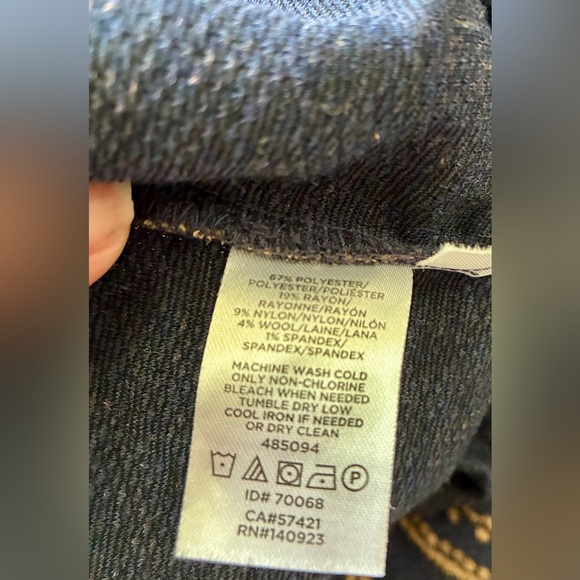 67% POLYESTER/
POLYESTER/POLIÉSTER
19% RAYON/
RAYONNE/RAYÓN
9% NYLON/NYLON/NILÓN
4% WOOL/LAINE/LANA
1% SPANDEX/
SPANDEX/SPANDEX
MACHINE WASH COLD
ONLY NON-CHLORINE
BLEACH WHEN NEEDED
TUMBLE DRY LOW
COOL IRON IF NEEDED
OR DRY CLEAN
485094
P
ID# 70068
CA#57421
RN#140923